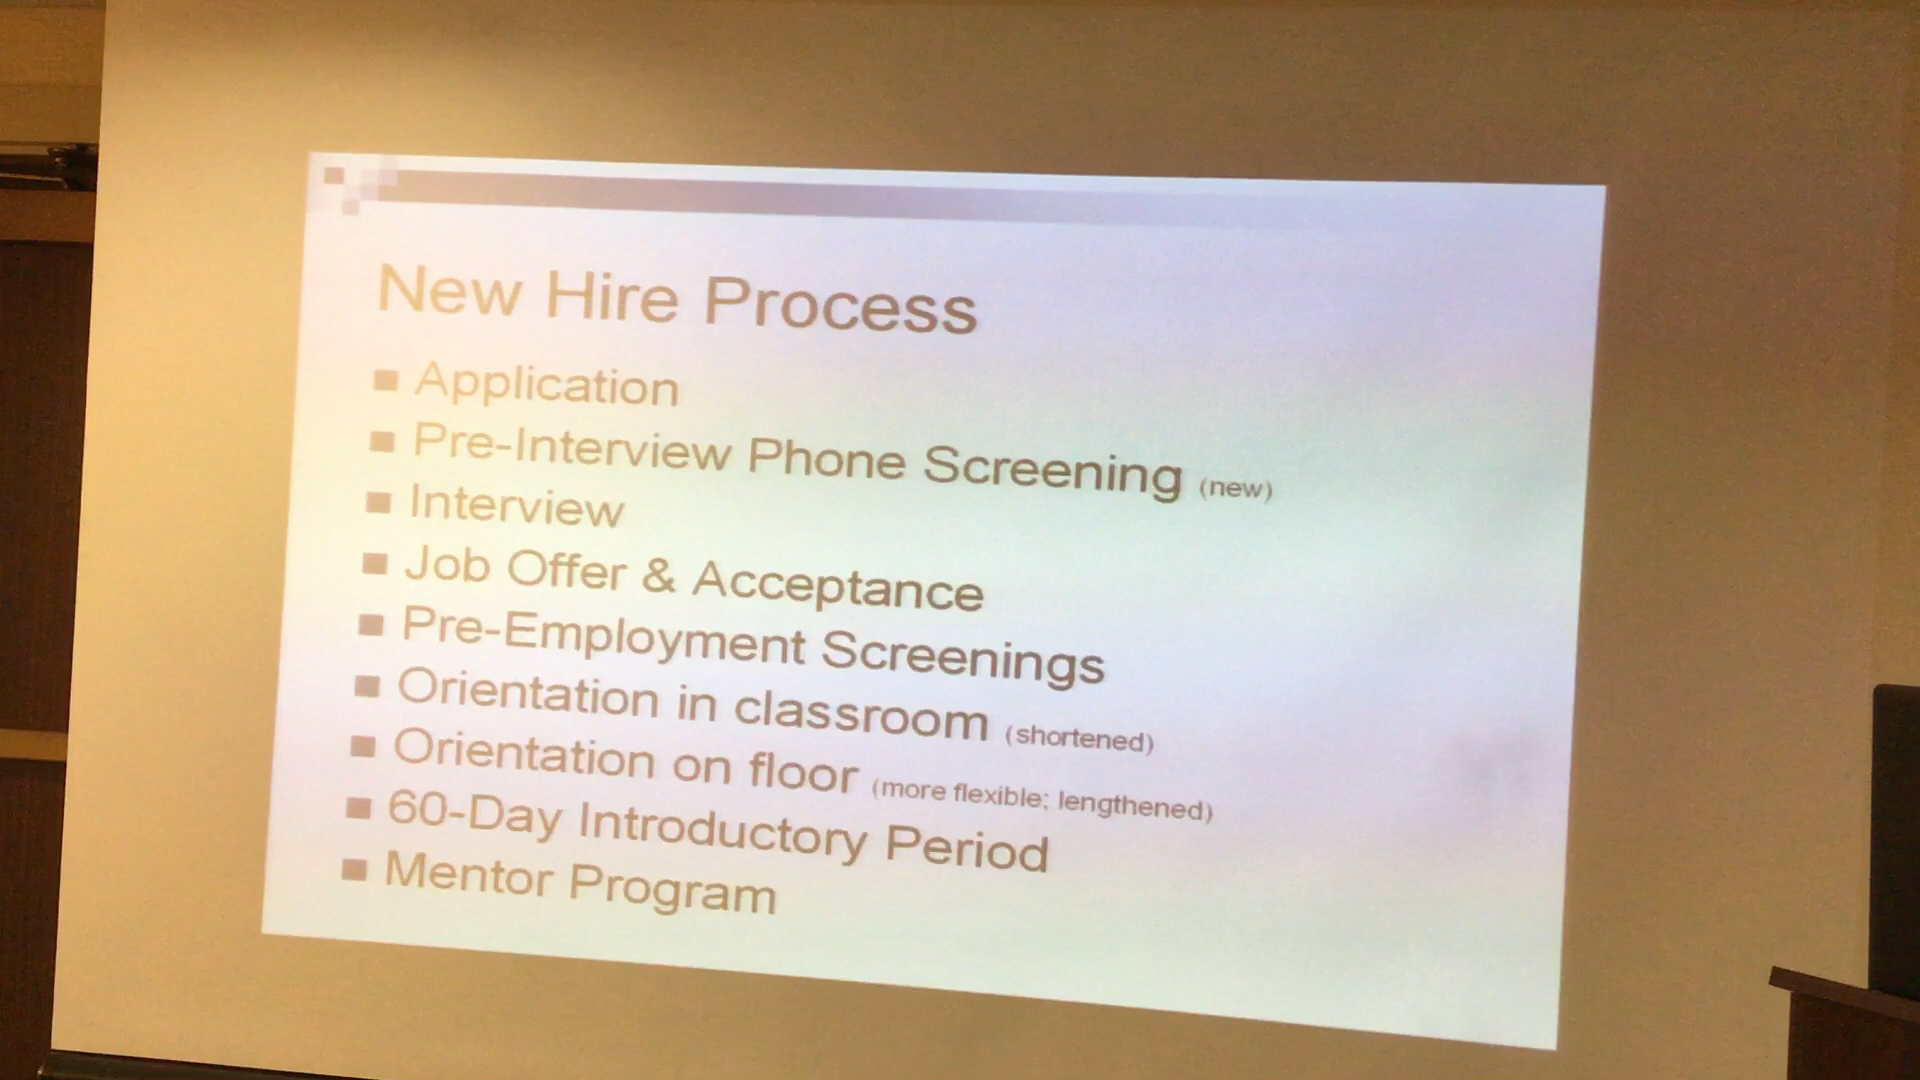 New Hire Process
Application
Pre-Interview Phone Screening (new)
Interview
Job Offer & Acceptance
Pre-Employment Screenings
Orientation in classroom (shortened)
Orientation on floor (more flexible; lengthened)
60-Day Introductory Period
Mentor Program